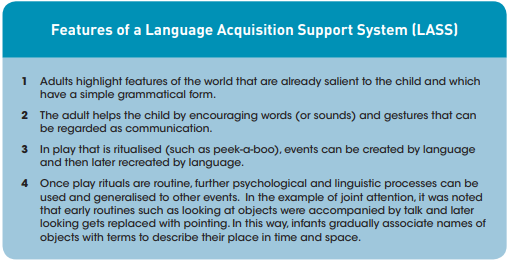 Features of a Language Acquisition Support System (LASS)
1 Adults highlight features of the world that are already salient to the child and which
have a simple grammatical form.
2 The adult helps the child by encouraging words (or sounds) and gestures that can
be regarded as communication.
3 In play that is ritualised (such as peek-a-boo), events can be created by language
and then later recreated by language.
4 Once play rituals are routine, further psychological and linguistic processes can be
used and generalised to other events. In the example of joint attention, it was noted
that early routines such as looking at objects were accompanied by talk and later
looking gets replaced with pointing. In this way, infants gradually associate names of
objects with terms to describe their place in time and space.